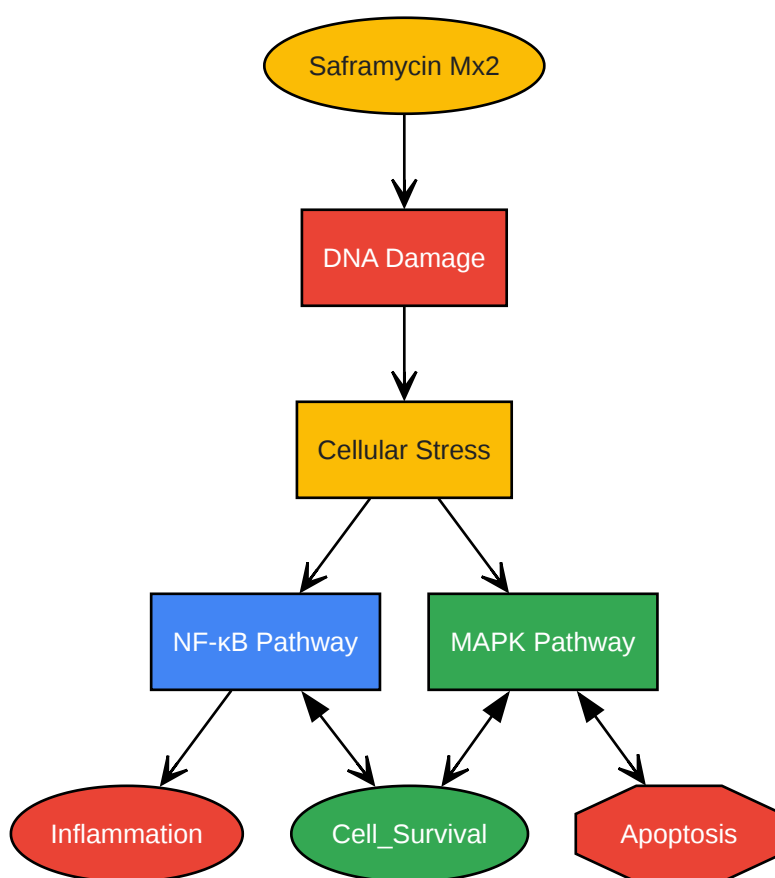 Saframycin Mx2
DNA Damage
Cellular Stress
NF-κB Pathway
MAPK Pathway
Inflammation
Cell_Survival
Apoptosis